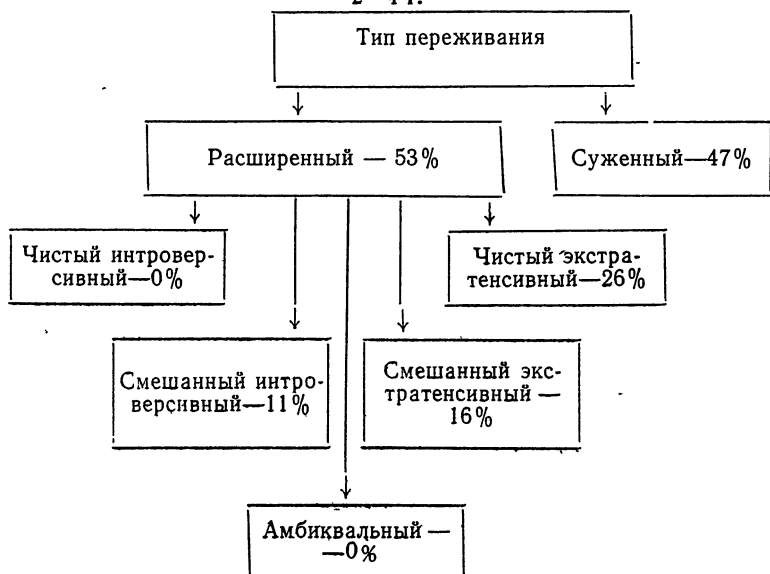 Тип переживания
Расширенный — 53%
Суженный—47%
Чистый интровер-
сивный—0%
Чистый экстра-
тенсивный—26%
Смешанный интро-
версивный—11%
Смешанный экс-
тратенсивный —
16%
Амбиквальный —
—0%